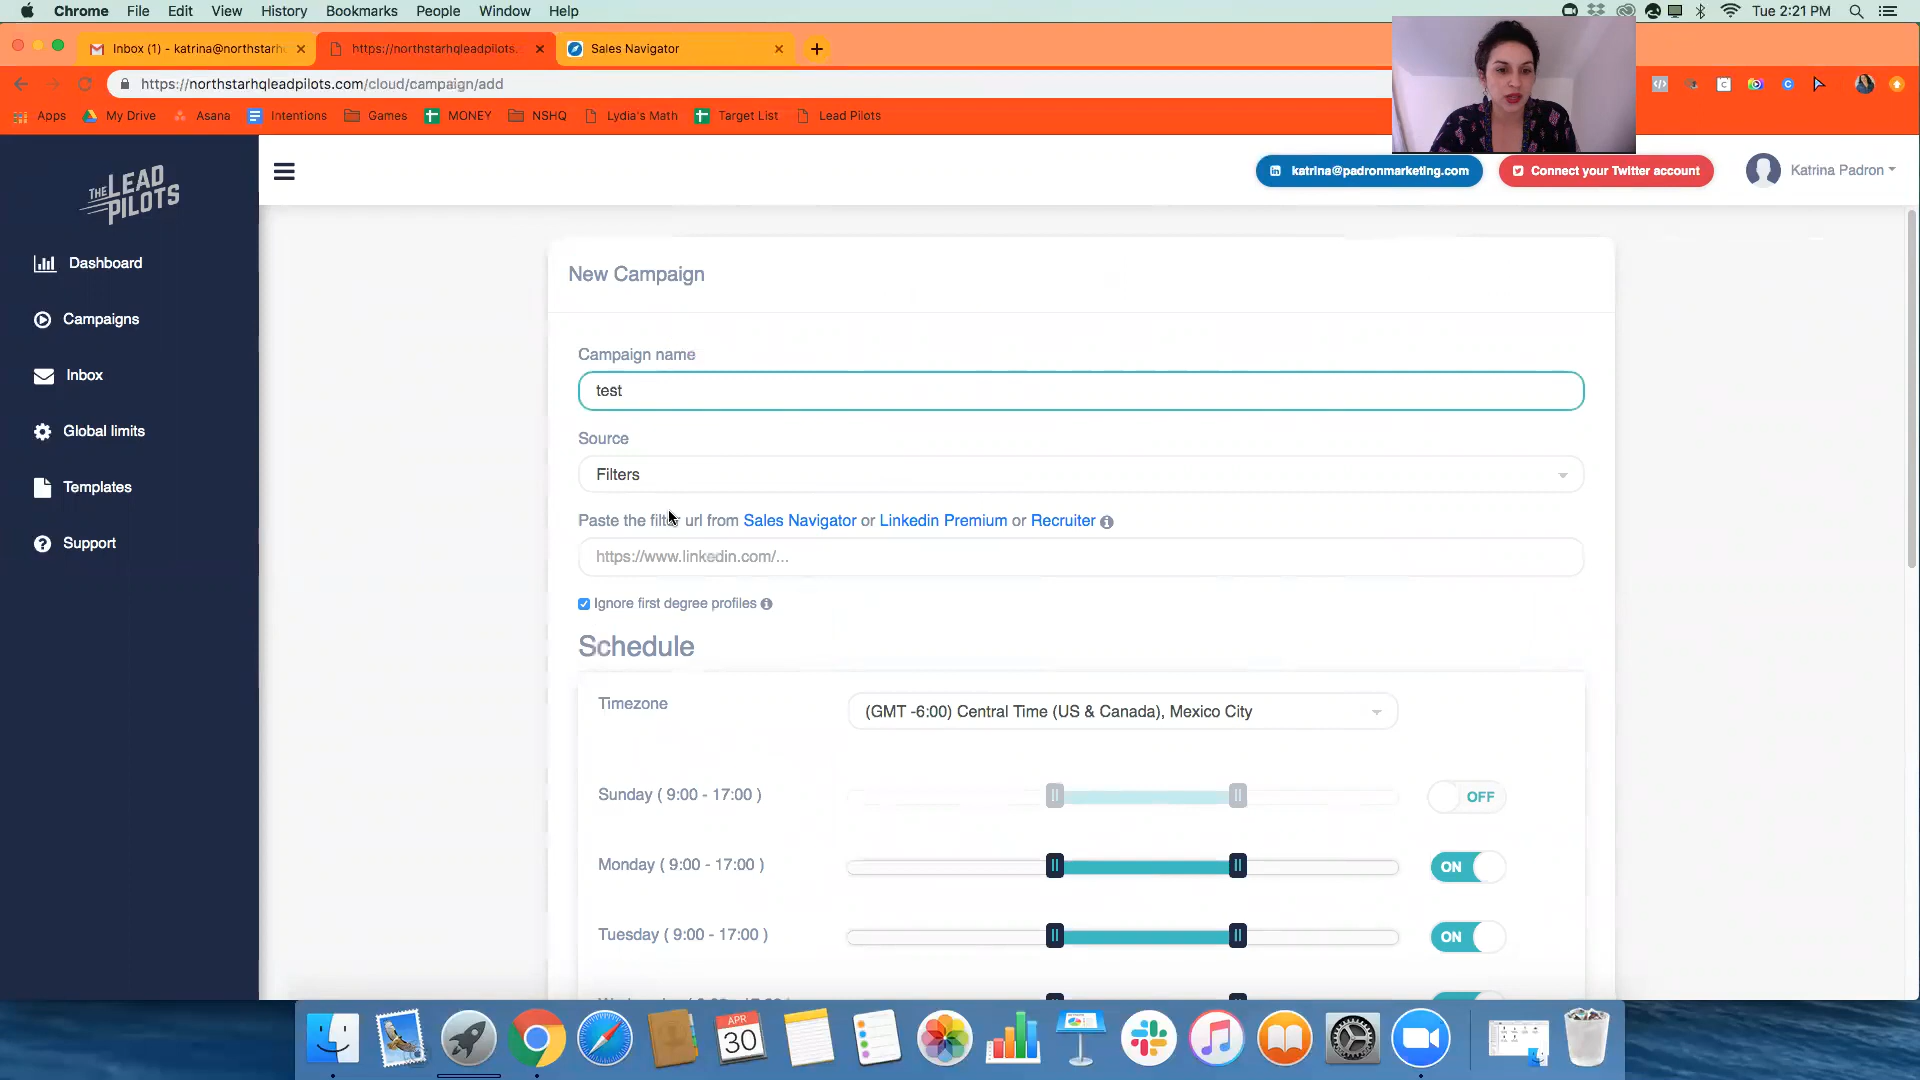 Chrome File Edit View History Bookmarks People Window Help Tue 2:21 PM
Inbox (1) - katrina@northstarh https://northstarhqleadpilots. Sales Navigator
https://northstarhqleadpilots.com/cloud/campaign/add
Apps My Drive Asana Intentions Games MONEY NSHQ Lydia's Math Target List Lead Pilots
THE LEAD PILOTS
katrina@padronmarketing.com Connect your Twitter account Katrina Padron
Dashboard
Campaigns
Inbox
Global limits
Templates
Support
New Campaign
Campaign name
test
Source
Filters
Paste the filter url from Sales Navigator or Linkedin Premium or Recruiter
https://www.linkedin.com/...
Ignore first degree profiles
Schedule
Timezone (GMT -6:00) Central Time (US & Canada), Mexico City
Sunday ( 9:00 - 17:00 ) OFF
Monday ( 9:00 - 17:00 ) ON
Tuesday ( 9:00 - 17:00 ) ON
APR
30